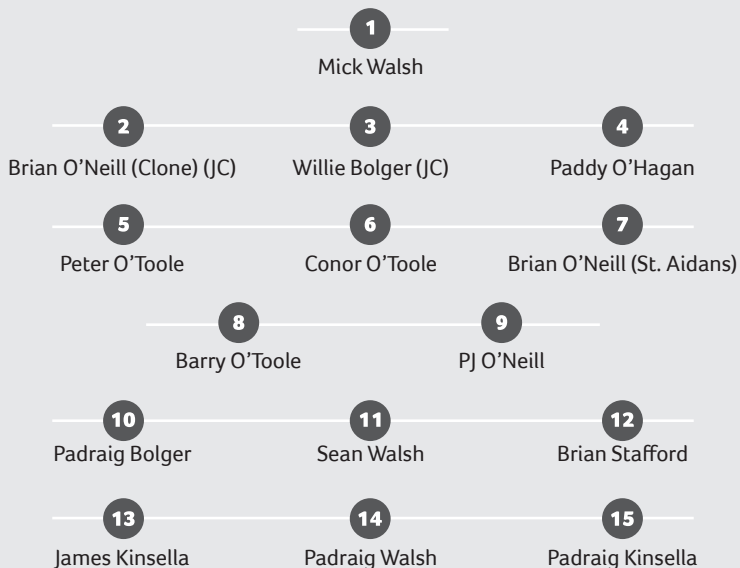 1
Mick Walsh
2 3 4
Brian O’Neill (Clone) (JC) Willie Bolger (JC) Paddy O’Hagan
5 6 7
Peter O’Toole Conor O’Toole Brian O’Neill (St. Aidans)
8 9
Barry O’Toole PJ O’Neill
10 11 12
Padraig Bolger Sean Walsh Brian Stafford
13 14 15
James Kinsella Padraig Walsh Padraig Kinsella